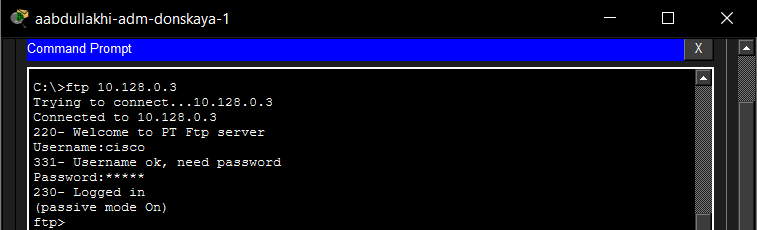 aabdullakhi-adm-donskaya-1
Command Prompt
X
C:\>ftp 10.128.0.3
Trying to connect...10.128.0.3
Connected to 10.128.0.3
220- Welcome to PT Ftp server
Username:cisco
331- Username ok, need password
Password:*****
230- Logged in
(passive mode On)
ftp>